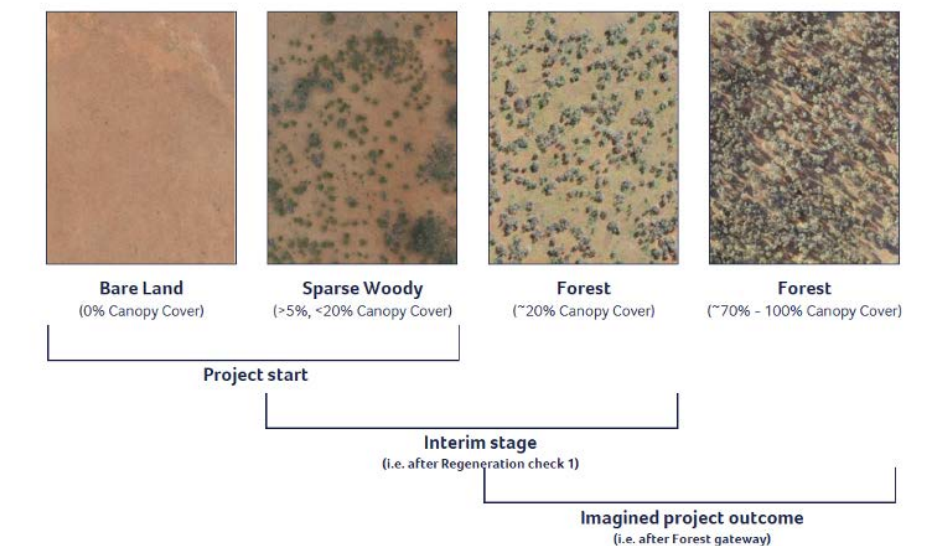 Bare Land
(0% Canopy Cover)
Sparse Woody
(>5%, <20% Canopy Cover)
Forest
(~20% Canopy Cover)
Forest
(~70% - 100% Canopy Cover)
Project start
Interim stage
(i.e. after Regeneration check 1)
Imagined project outcome
(i.e. after Forest gateway)